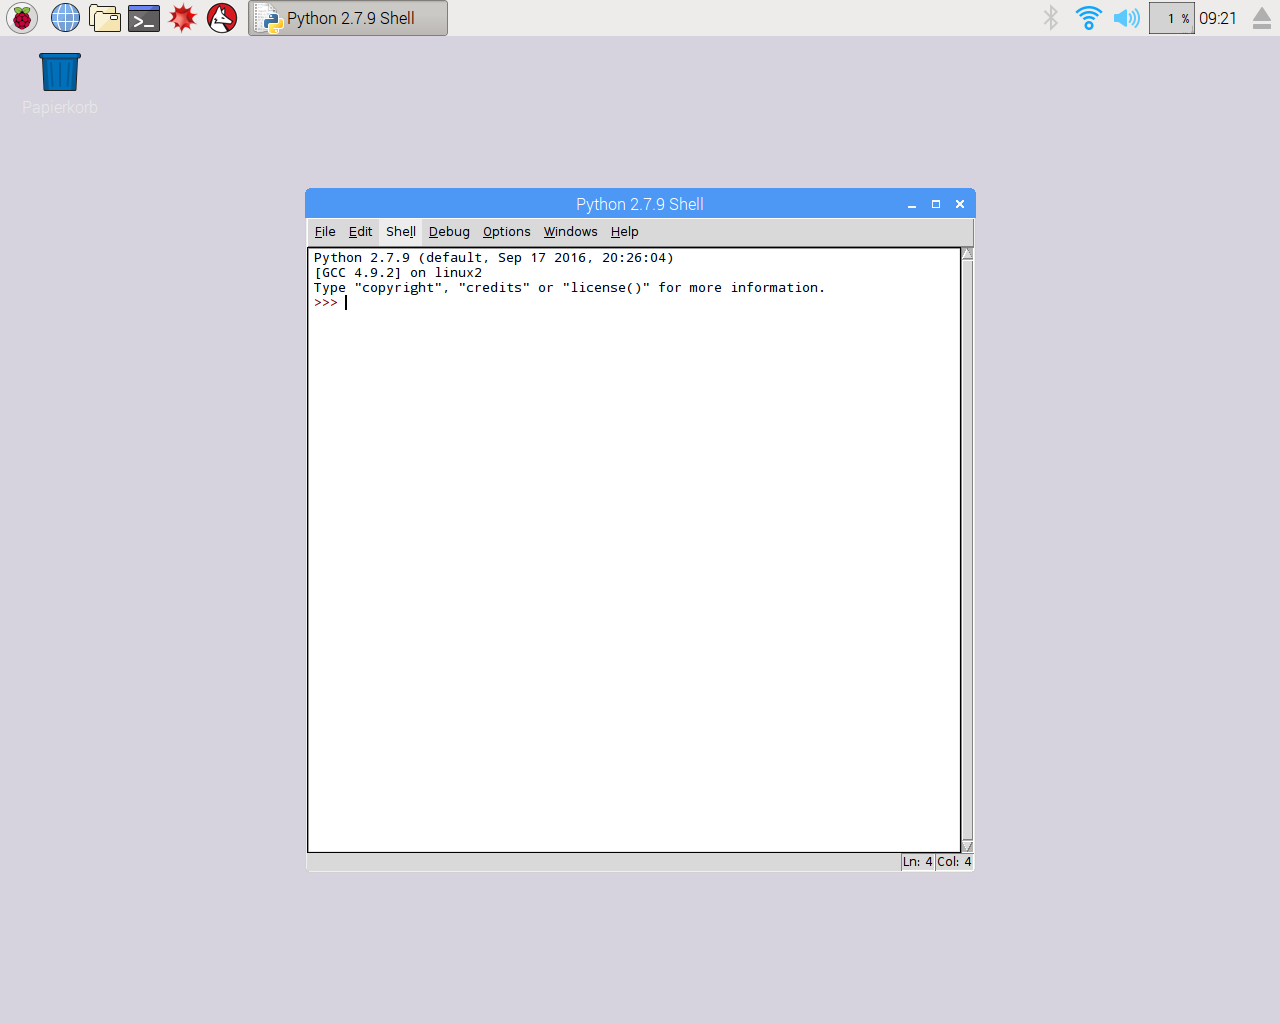 Python 2.7.9 Shell
1 %
09:21
Papierkorb
Python 2.7.9 Shell
File Edit Shell Debug Options Windows Help
Python 2.7.9 (default, Sep 17 2016, 20:26:04)
[GCC 4.9.2] on linux2
Type "copyright", "credits" or "license()" for more information.
>>>
Ln: 4 Col: 4